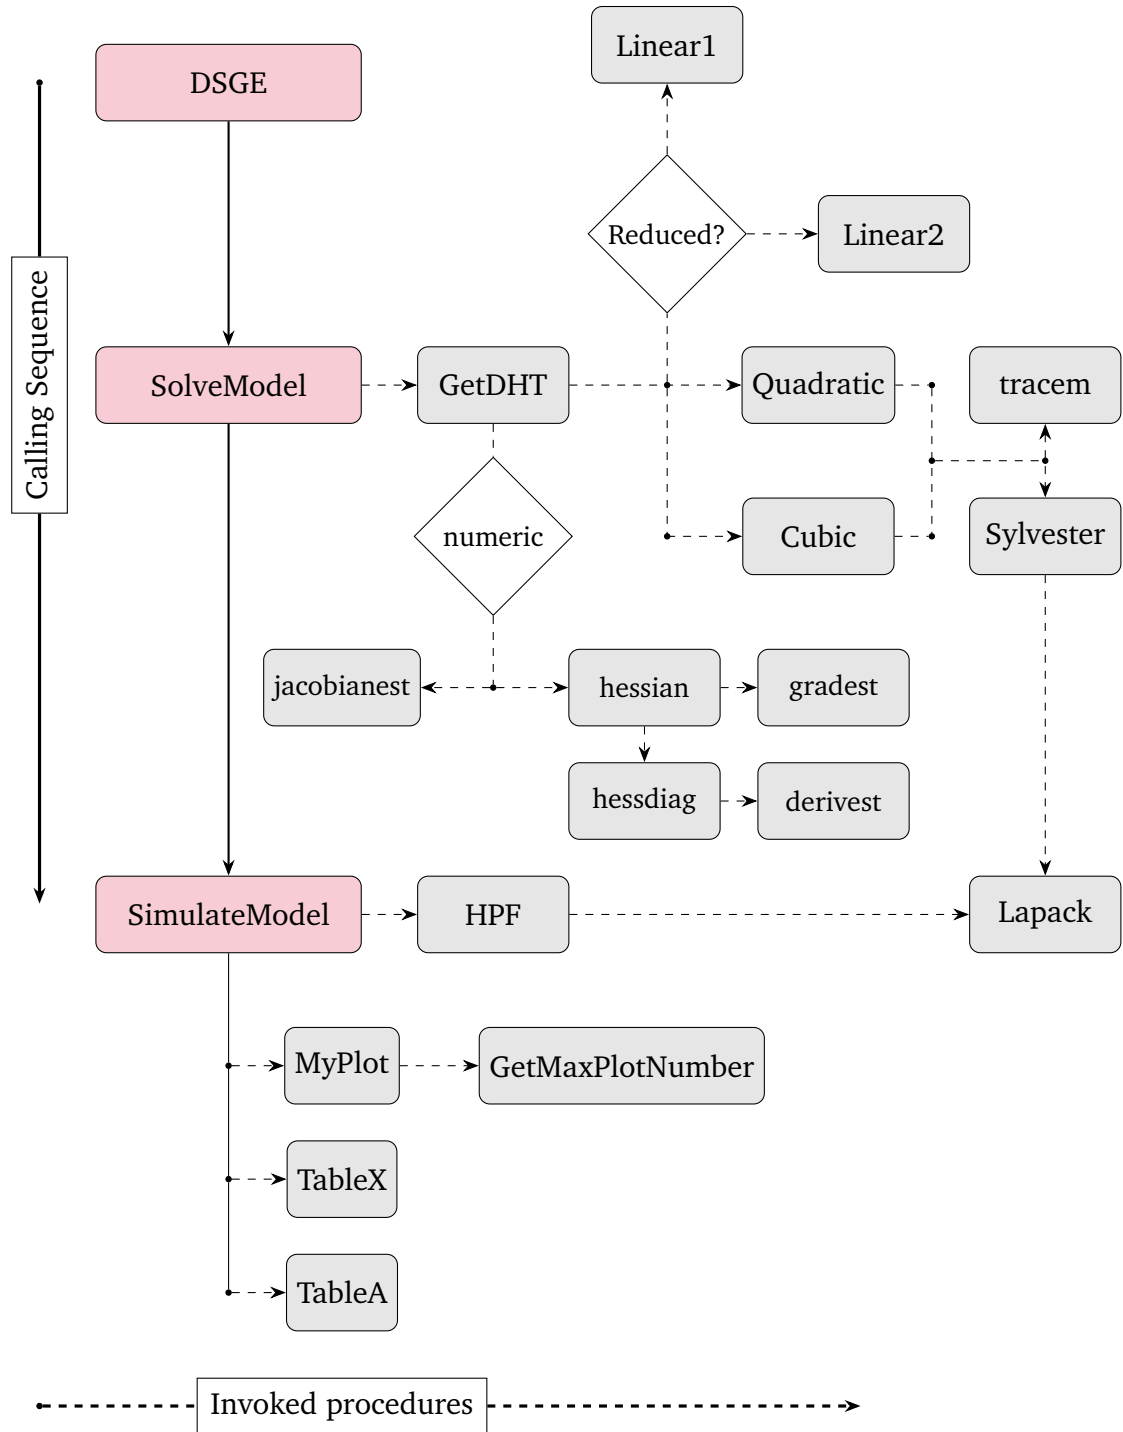 Linear1
DSGE
Reduced?
Linear2
Calling Sequence
SolveModel
GetDHT
Quadratic
tracem
numeric
Cubic
Sylvester
jacobianest
hessian
gradest
hessdiag
derivest
SimulateModel
HPF
Lapack
MyPlot
GetMaxPlotNumber
TableX
TableA
Invoked procedures